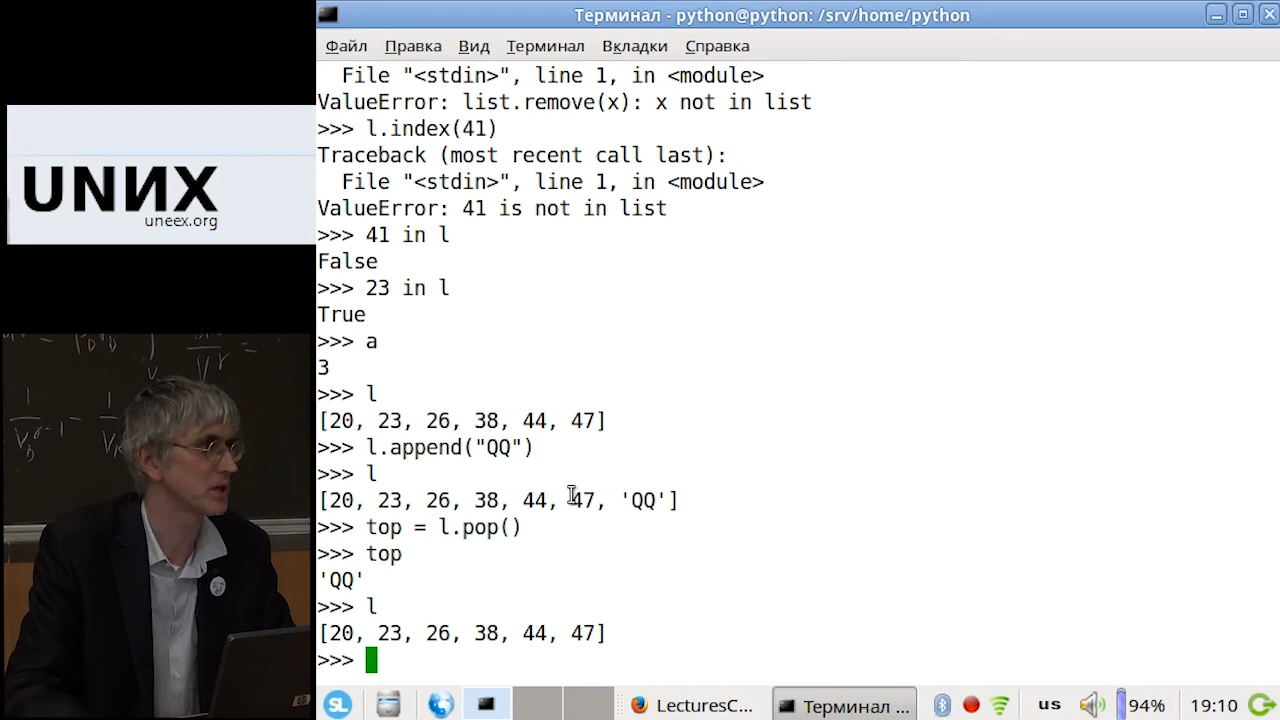 Терминал - python@python: /srv/home/python
Файл Правка Вид Терминал Вкладки Справка
File "<stdin>", line 1, in <module>
ValueError: list.remove(x): x not in list
>>> l.index(41)
Traceback (most recent call last):
File "<stdin>", line 1, in <module>
ValueError: 41 is not in list
>>> 41 in l
False
>>> 23 in l
True
>>> a
3
>>> l
[20, 23, 26, 38, 44, 47]
>>> l.append("QQ")
>>> l
[20, 23, 26, 38, 44, 47, 'QQ']
>>> top = l.pop()
>>> top
'QQ'
>>> l
[20, 23, 26, 38, 44, 47]
>>>
UNИX
uneex.org
SL
LecturesC...
Терминал ...
us
94%
19:10